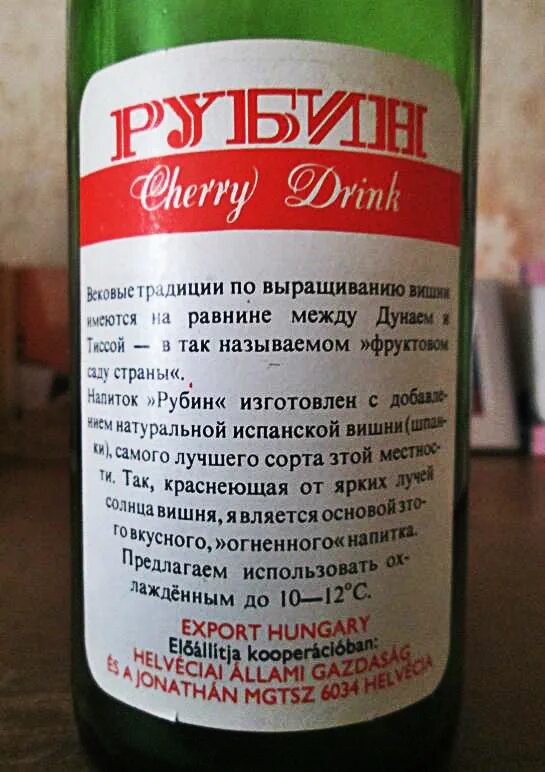 РУБИН
Cherry Drink
Вековые традиции по выращиванию вишни
имеются на равнине между Дунаем и
Тиссой — в так называемом »фруктовом
саду страны«.
Напиток »Рубин« изготовлен с добавле-
нием натуральной испанской вишни (шпан-
ки), самого лучшего сорта зтой местнос-
ти. Так, краснеющая от ярких лучей
солнца вишня, является основой зто-
го вкусного, »огненного« напитка.
Предлагаем использовать ох-
лаждённым до 10—12°С.
EXPORT HUNGARY
Előállítja kooperációban:
HELVÉCIAI ÁLLAMI GAZDASÁG
ÉS A JONATHÁN MGTSZ 6034 HELVÉCIA